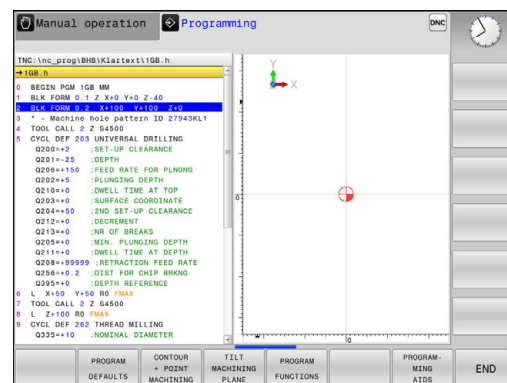 Manual operation
Programming
DNC
TNC:\nc_prog\BHB\Klartext\1GB.h
→1GB.h
0 BEGIN PGM 1GB MM
1 BLK FORM 0.1 Z X+0 Y+0 Z-40
2 BLK FORM 0.2 X+100 Y+100 Z+0
3 * - Machine hole pattern ID 27943KL1
4 TOOL CALL 2 Z S4500
5 CYCL DEF 203 UNIVERSAL DRILLING
Q200=+2 ;SET-UP CLEARANCE
Q201=-25 ;DEPTH
Q206=+150 ;FEED RATE FOR PLNGNG
Q202=+5 ;PLUNGING DEPTH
Q210=+0 ;DWELL TIME AT TOP
Q203=+0 ;SURFACE COORDINATE
Q204=+50 ;2ND SET-UP CLEARANCE
Q212=+0 ;DECREMENT
Q213=+0 ;NR OF BREAKS
Q205=+0 ;MIN. PLUNGING DEPTH
Q211=+0 ;DWELL TIME AT DEPTH
Q208=+99999 ;RETRACTION FEED RATE
Q256=+0.2 ;DIST FOR CHIP BRKNG
Q395=+0 ;DEPTH REFERENCE
6 L X+50 Y+50 R0 FMAX
7 TOOL CALL 2 Z S4500
8 L Z+100 R0 FMAX
9 CYCL DEF 262 THREAD MILLING
Q335=+10 ;NOMINAL DIAMETER
Y
X
0
0
PROGRAM
DEFAULTS
CONTOUR
+ POINT
MACHINING
TILT
MACHINING
PLANE
PROGRAM
FUNCTIONS
PROGRAM-
MING
AIDS
END